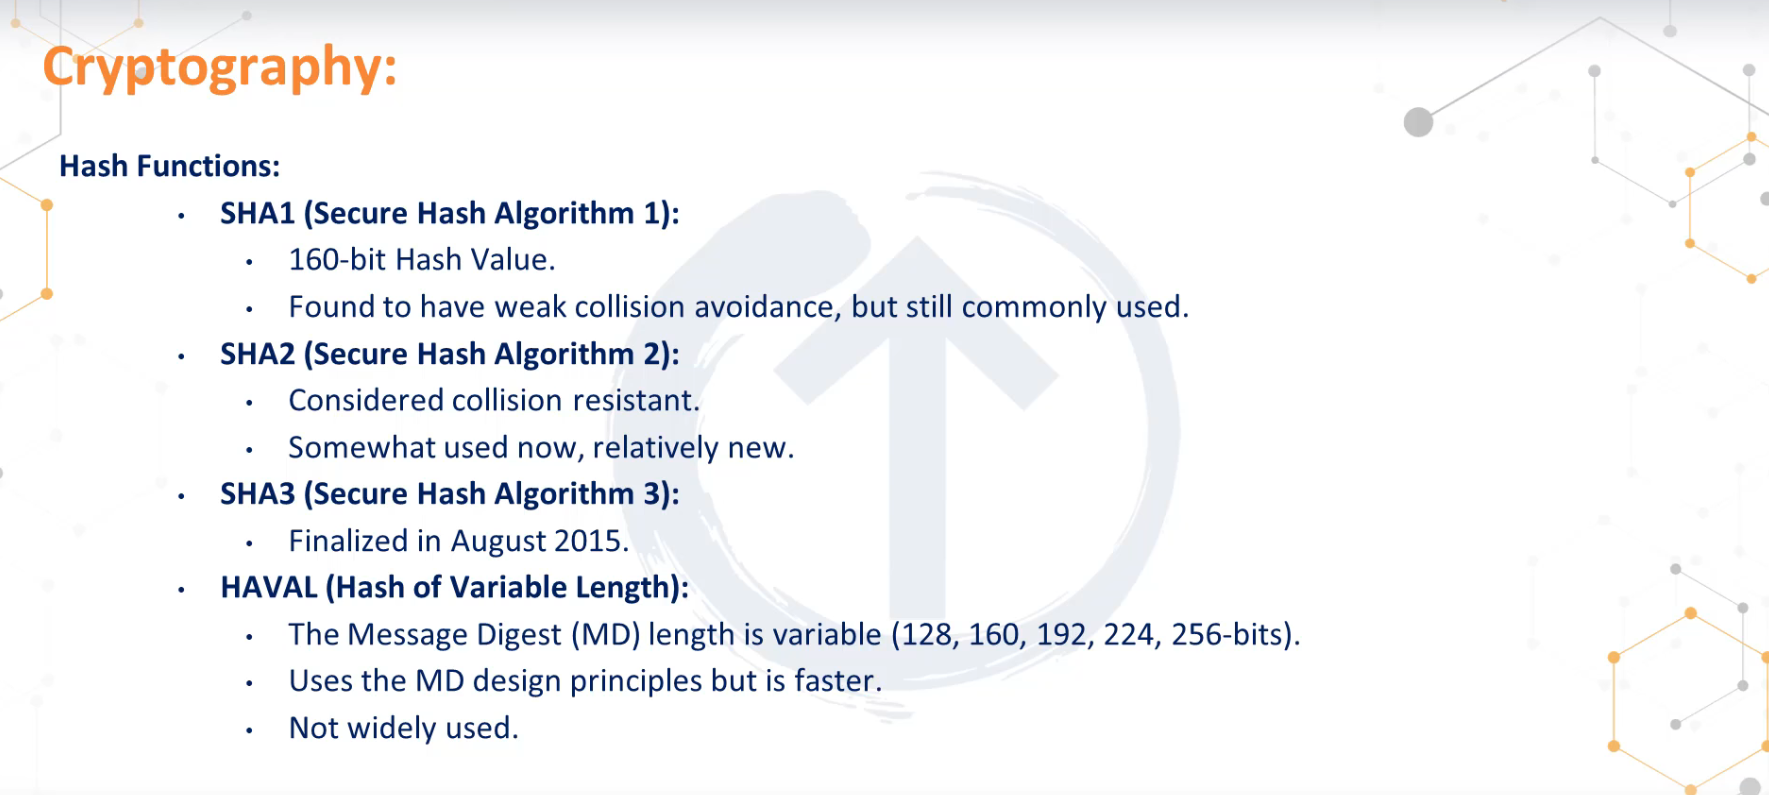 Cryptography:
Hash Functions:
• SHA1 (Secure Hash Algorithm 1):
• 160-bit Hash Value.
• Found to have weak collision avoidance, but still commonly used.
• SHA2 (Secure Hash Algorithm 2):
• Considered collision resistant.
• Somewhat used now, relatively new.
• SHA3 (Secure Hash Algorithm 3):
• Finalized in August 2015.
• HAVAL (Hash of Variable Length):
• The Message Digest (MD) length is variable (128, 160, 192, 224, 256-bits).
• Uses the MD design principles but is faster.
• Not widely used.